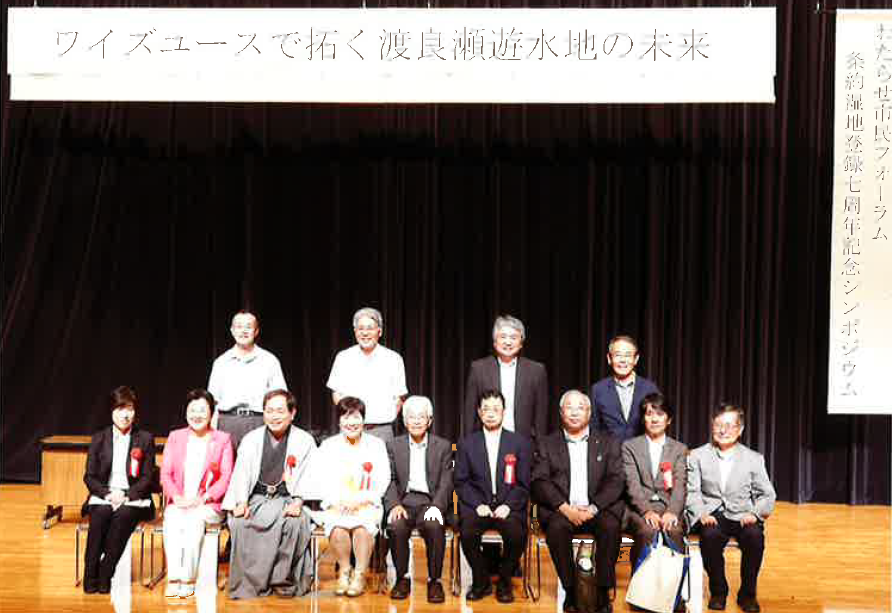 ワイズユースで拓く渡良瀬遊水地の未来
わたらせ市民フォーラム
条約湿地登録七周年記念シンポジウム